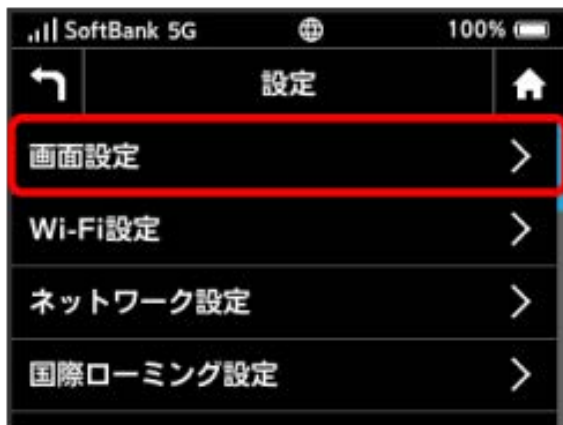 SoftBank 5G 100%
設定
画面設定
Wi-Fi設定
ネットワーク設定
国際ローミング設定